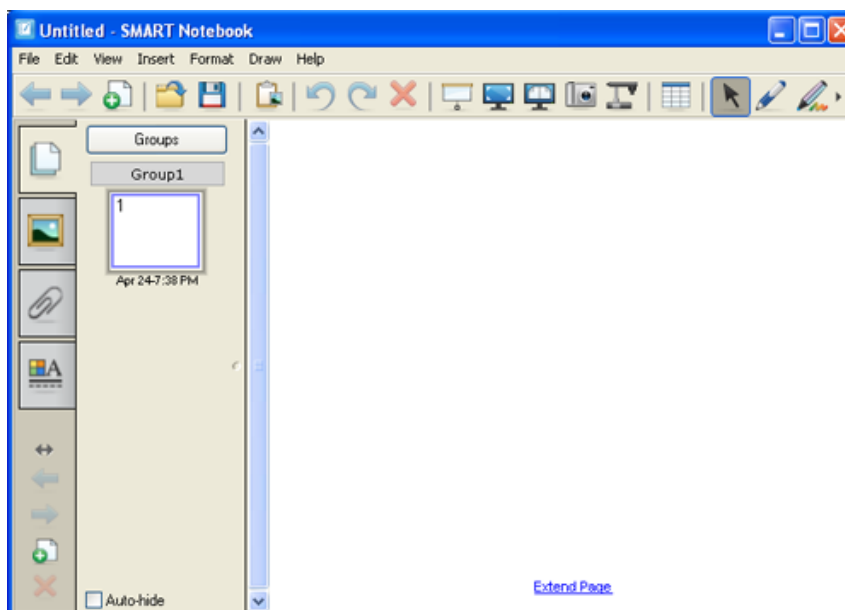 Untitled - SMART Notebook
File Edit View Insert Format Draw Help
Groups
Group1
1
Apr 24-7:38 PM
A
Extend Page
Auto-hide